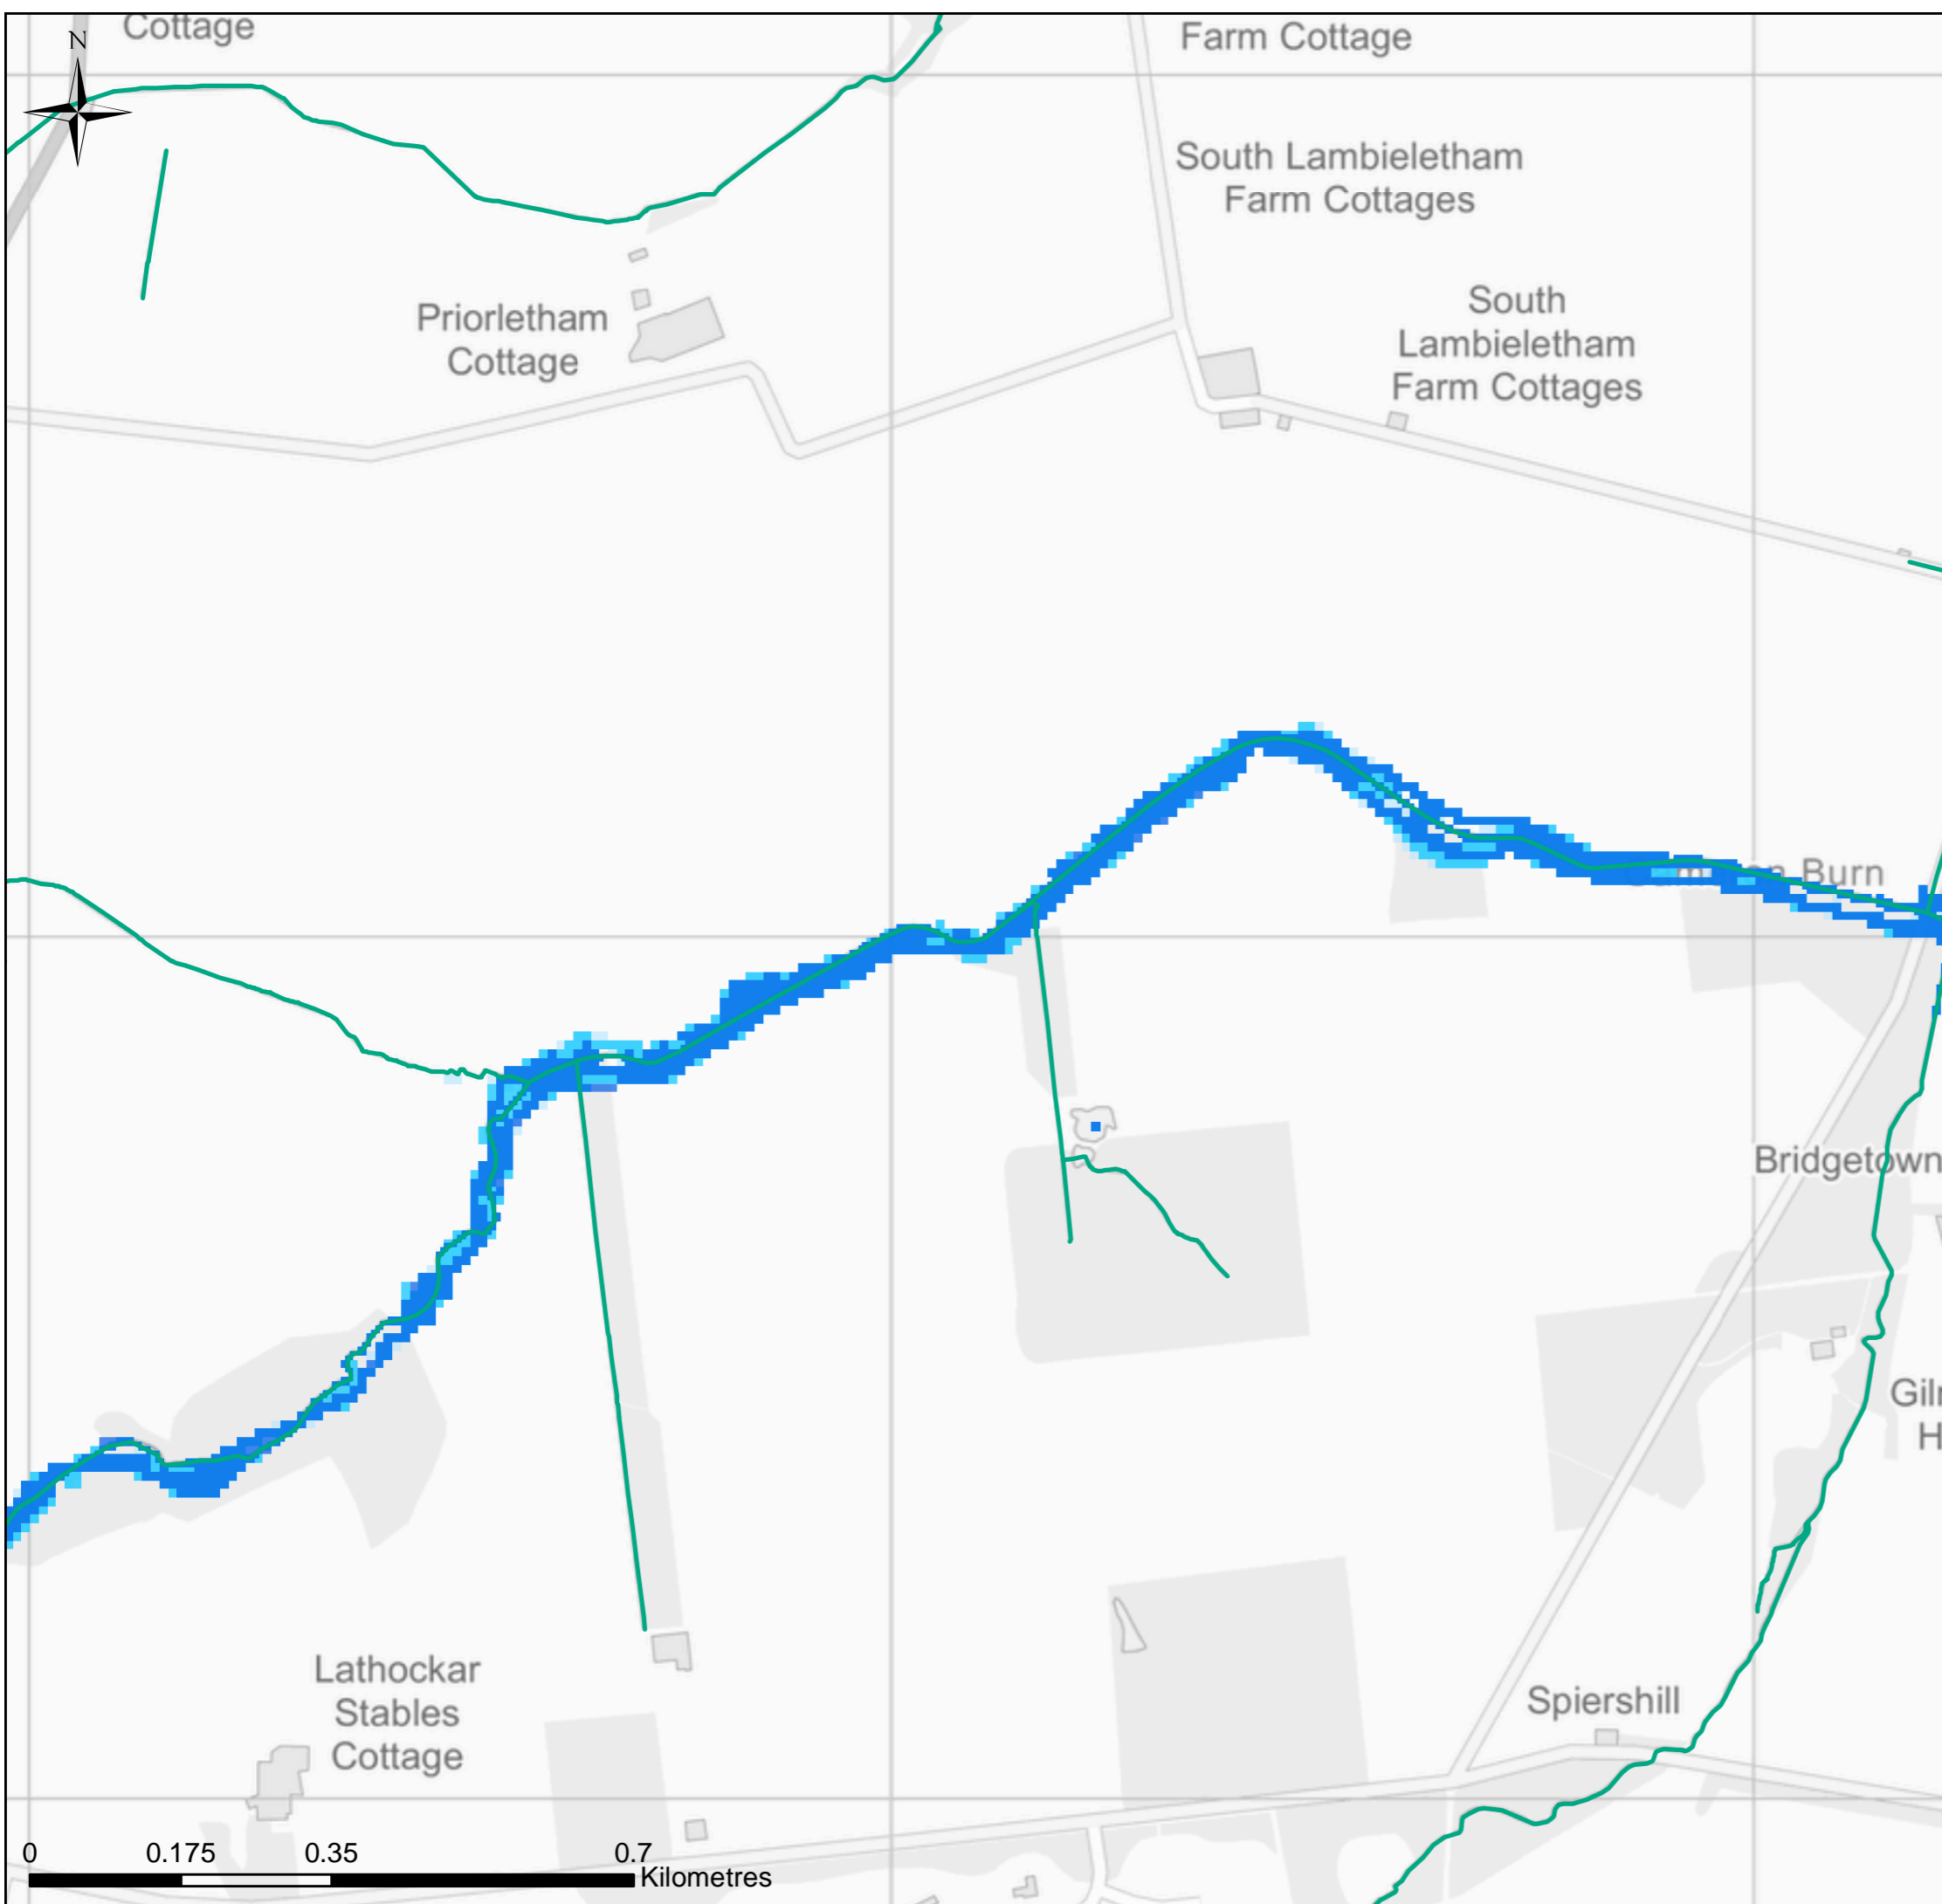 Cottage
Farm Cottage
N
South Lambieletham
Farm Cottages
South
Lambieletham
Farm Cottages
Priorletham
Cottage
Burn
Bridgetown
Spiershill
Lathockar
Stables
Cottage
0 0.175 0.35 0.7
Kilometres